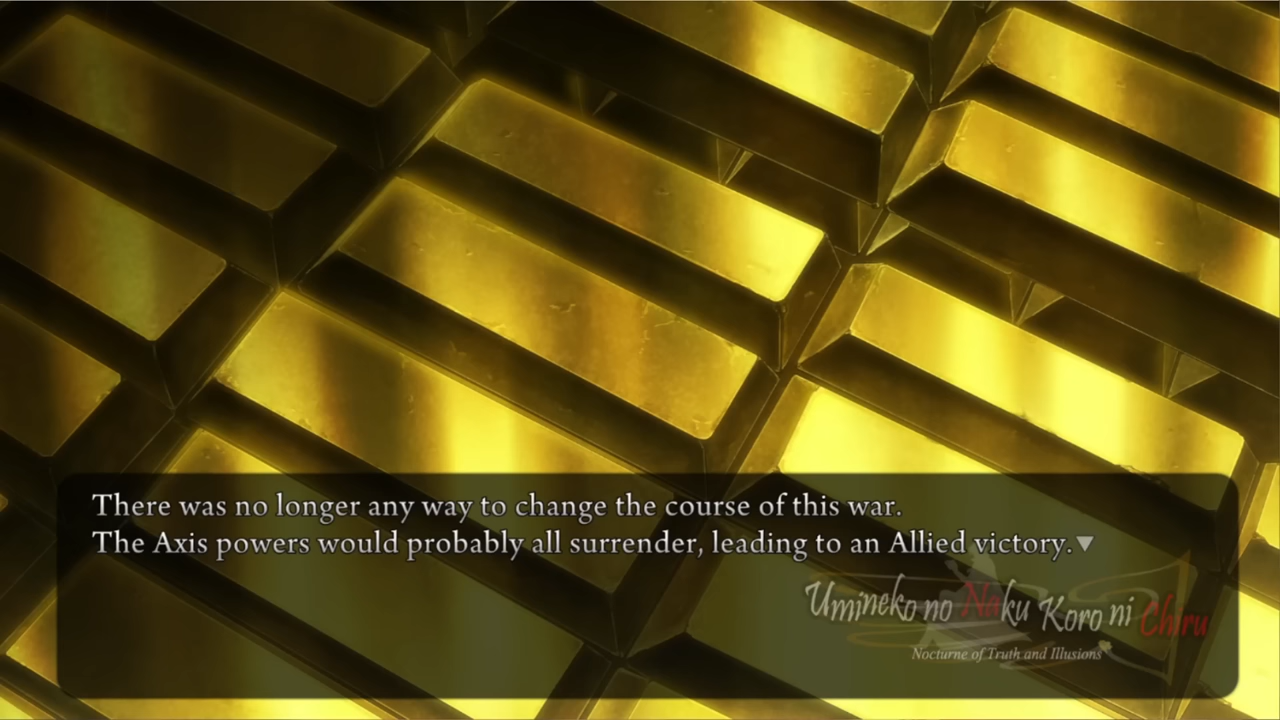 There was no longer any way to change the course of this war.
The Axis powers would probably all surrender, leading to an Allied victory.
Umineko no Naku Koro ni Chiru
Nocturne of Truth and Illusions